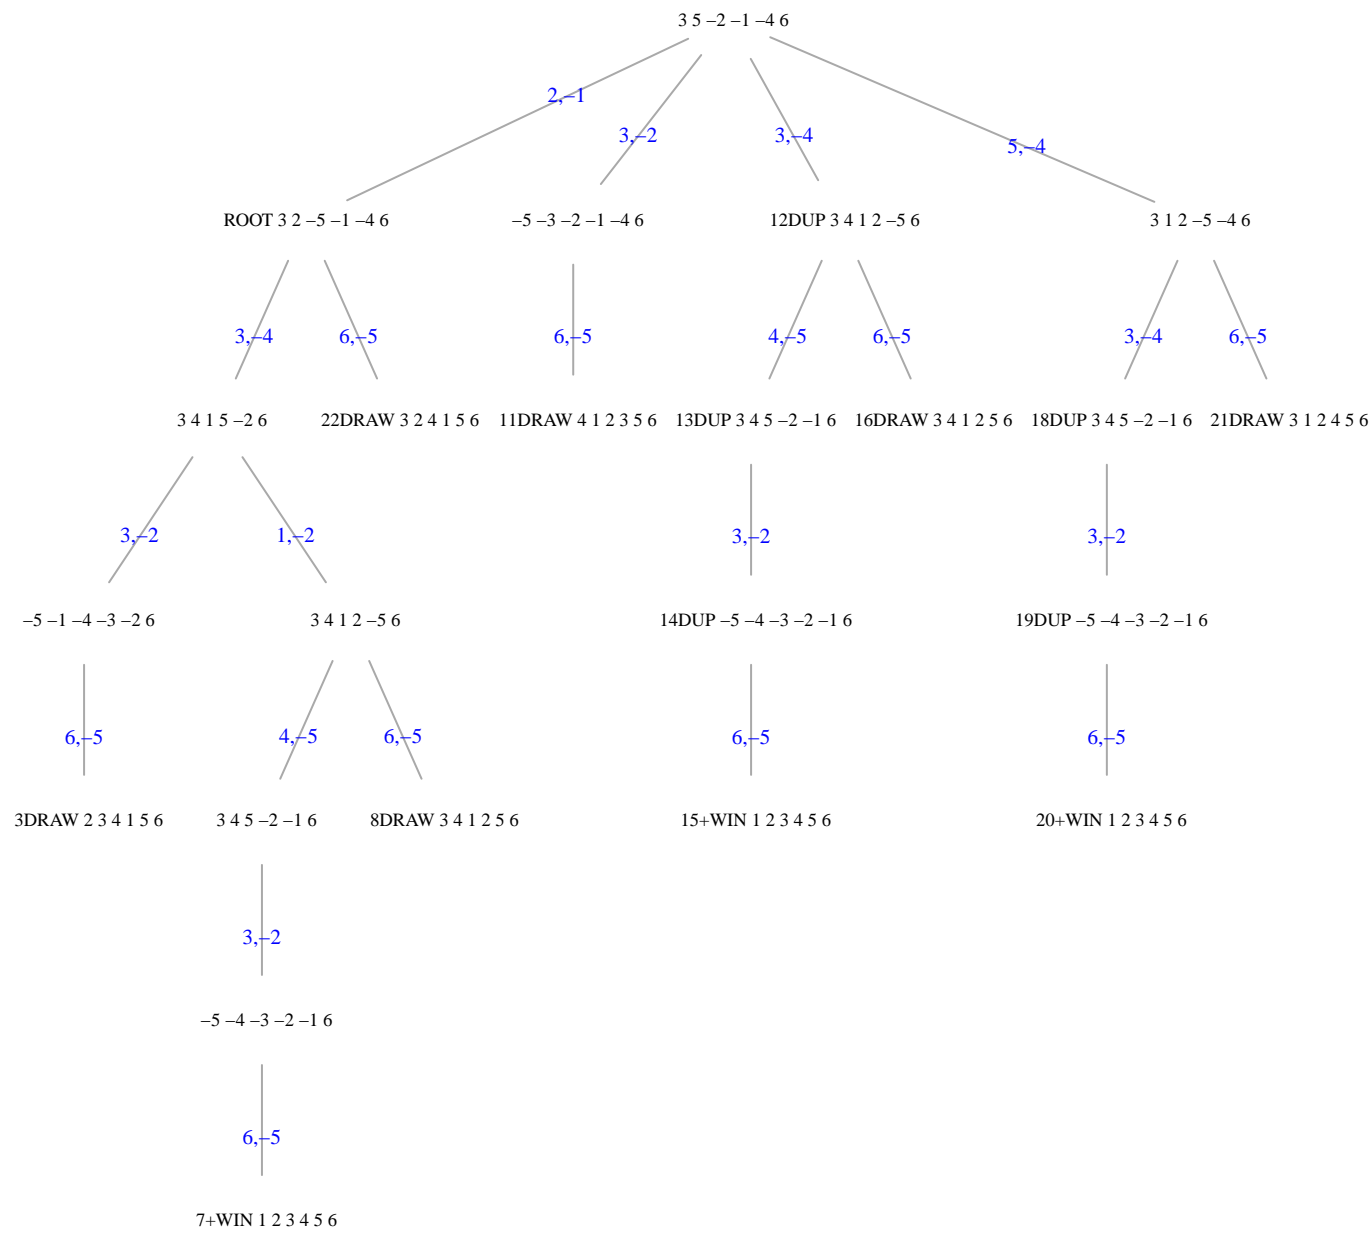 3 5 –2 –1 –4 6
2,–1
3,–2
3,–4
5,–4
ROOT 3 2 –5 –1 –4 6
–5 –3 –2 –1 –4 6
12DUP 3 4 1 2 –5 6
3 1 2 –5 –4 6
3,–4
6,–5
6,–5
4,–5
6,–5
3,–4
6,–5
3 4 1 5 –2 6
22DRAW 3 2 4 1 5 6
11DRAW 4 1 2 3 5 6
13DUP 3 4 5 –2 –1 6
16DRAW 3 4 1 2 5 6
18DUP 3 4 5 –2 –1 6
21DRAW 3 1 2 4 5 6
3,–2
1,–2
3,–2
3,–2
–5 –1 –4 –3 –2 6
3 4 1 2 –5 6
14DUP –5 –4 –3 –2 –1 6
19DUP –5 –4 –3 –2 –1 6
6,–5
4,–5
6,–5
6,–5
6,–5
3DRAW 2 3 4 1 5 6
3 4 5 –2 –1 6
8DRAW 3 4 1 2 5 6
15+WIN 1 2 3 4 5 6
20+WIN 1 2 3 4 5 6
3,–2
–5 –4 –3 –2 –1 6
6,–5
7+WIN 1 2 3 4 5 6